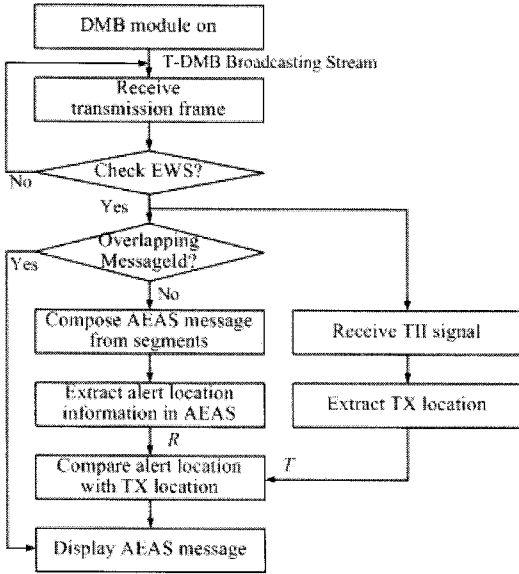 DMB module on
T-DMB Broadcasting Stream
Receive
transmission frame
Check EWS?
No
Yes
Overlapping
MessageId?
Yes
No
Compose AEAS message
from segments
Receive TII signal
Extract alert location
information in AEAS
Extract TX location
R
T
Compare alert location
with TX location
Display AEAS message